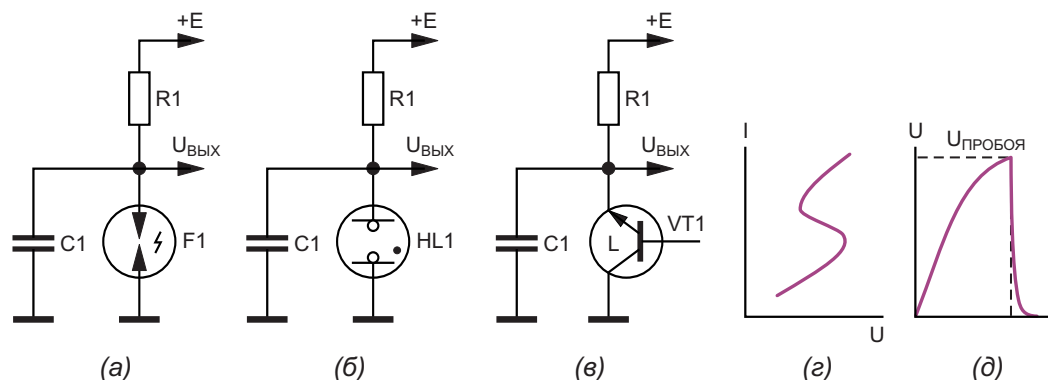 +E
R1
UВЫХ
C1
F1
(а)
+E
R1
UВЫХ
C1
HL1
(б)
+E
R1
UВЫХ
C1
L
VT1
(в)
I
U
(г)
U
UПРОБОЯ
(д)